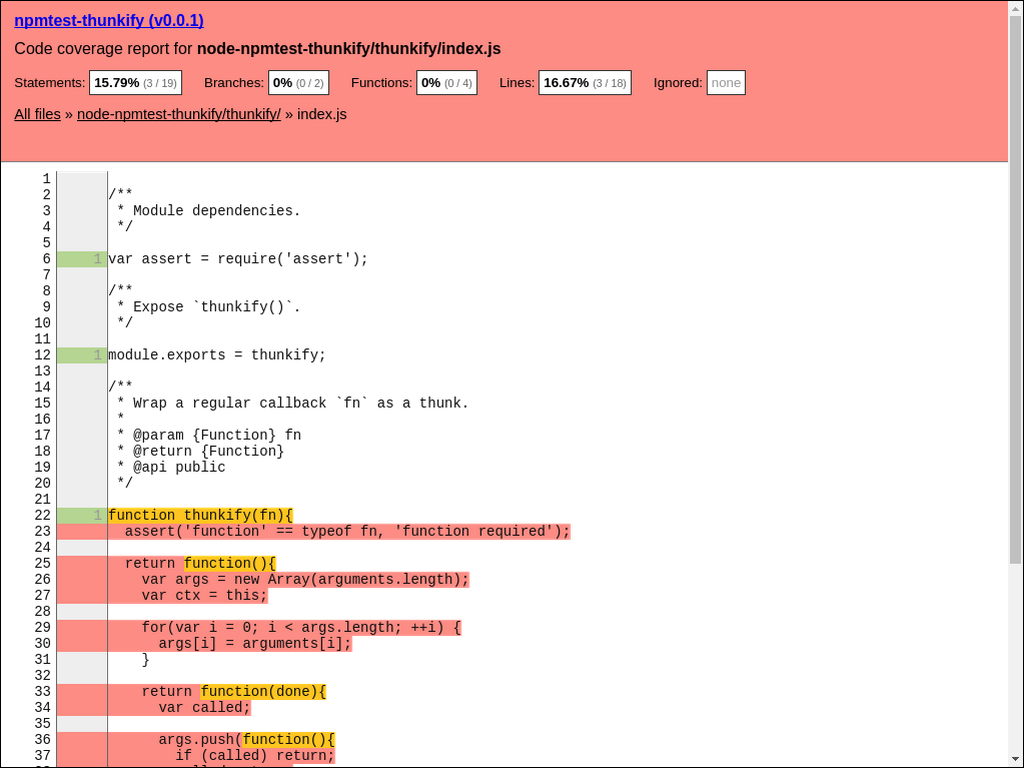 npmtest-thunkify (v0.0.1)
Code coverage report for node-npmtest-thunkify/thunkify/index.js
Statements: 15.79% (3 / 19) Branches: 0% (0 / 2) Functions: 0% (0 / 4) Lines: 16.67% (3 / 18) Ignored: none
All files » node-npmtest-thunkify/thunkify/ » index.js
1
2 /**
3  * Module dependencies.
4  */
5
6 1 var assert = require('assert');
7
8 /**
9  * Expose `thunkify()`.
10  */
11
12 1 module.exports = thunkify;
13
14 /**
15  * Wrap a regular callback `fn` as a thunk.
16  *
17  * @param {Function} fn
18  * @return {Function}
19  * @api public
20  */
21
22 1 function thunkify(fn){
23   assert('function' == typeof fn, 'function required');
24
25   return function(){
26     var args = new Array(arguments.length);
27     var ctx = this;
28
29     for(var i = 0; i < args.length; ++i) {
30       args[i] = arguments[i];
31     }
32
33     return function(done){
34       var called;
35
36       args.push(function(){
37         if (called) return;